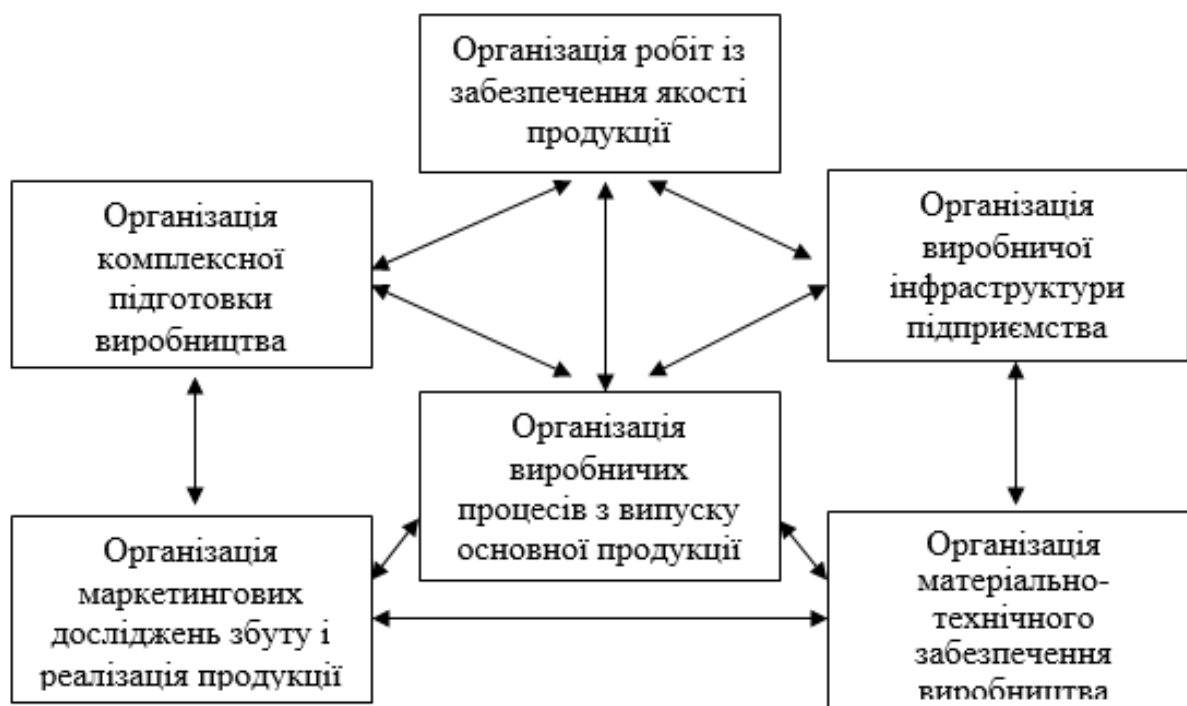 Організація робіт із
забезпечення якості
продукції
Організація
комплексної
підготовки
виробництва
Організація
виробничої
інфраструктури
підприємства
Організація
виробничих
процесів з випуску
основної продукції
Організація
маркетингових
досліджень збуту і
реалізація продукції
Організація
матеріально-
технічного
забезпечення
виробництва